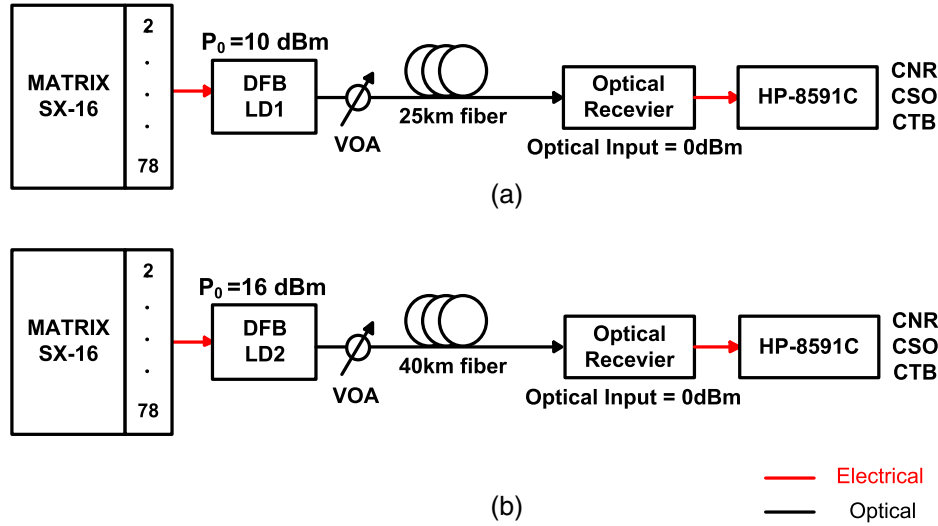 2
.
.
.
.
78
MATRIX
SX-16
P0 =10 dBm
DFB
LD1
VOA
25km fiber
Optical
Recevier
Optical Input = 0dBm
HP-8591C
CNR
CSO
CTB
(a)
2
.
.
.
.
78
MATRIX
SX-16
P0 =16 dBm
DFB
LD2
VOA
40km fiber
Optical
Recevier
Optical Input = 0dBm
HP-8591C
CNR
CSO
CTB
(b)
Electrical
Optical